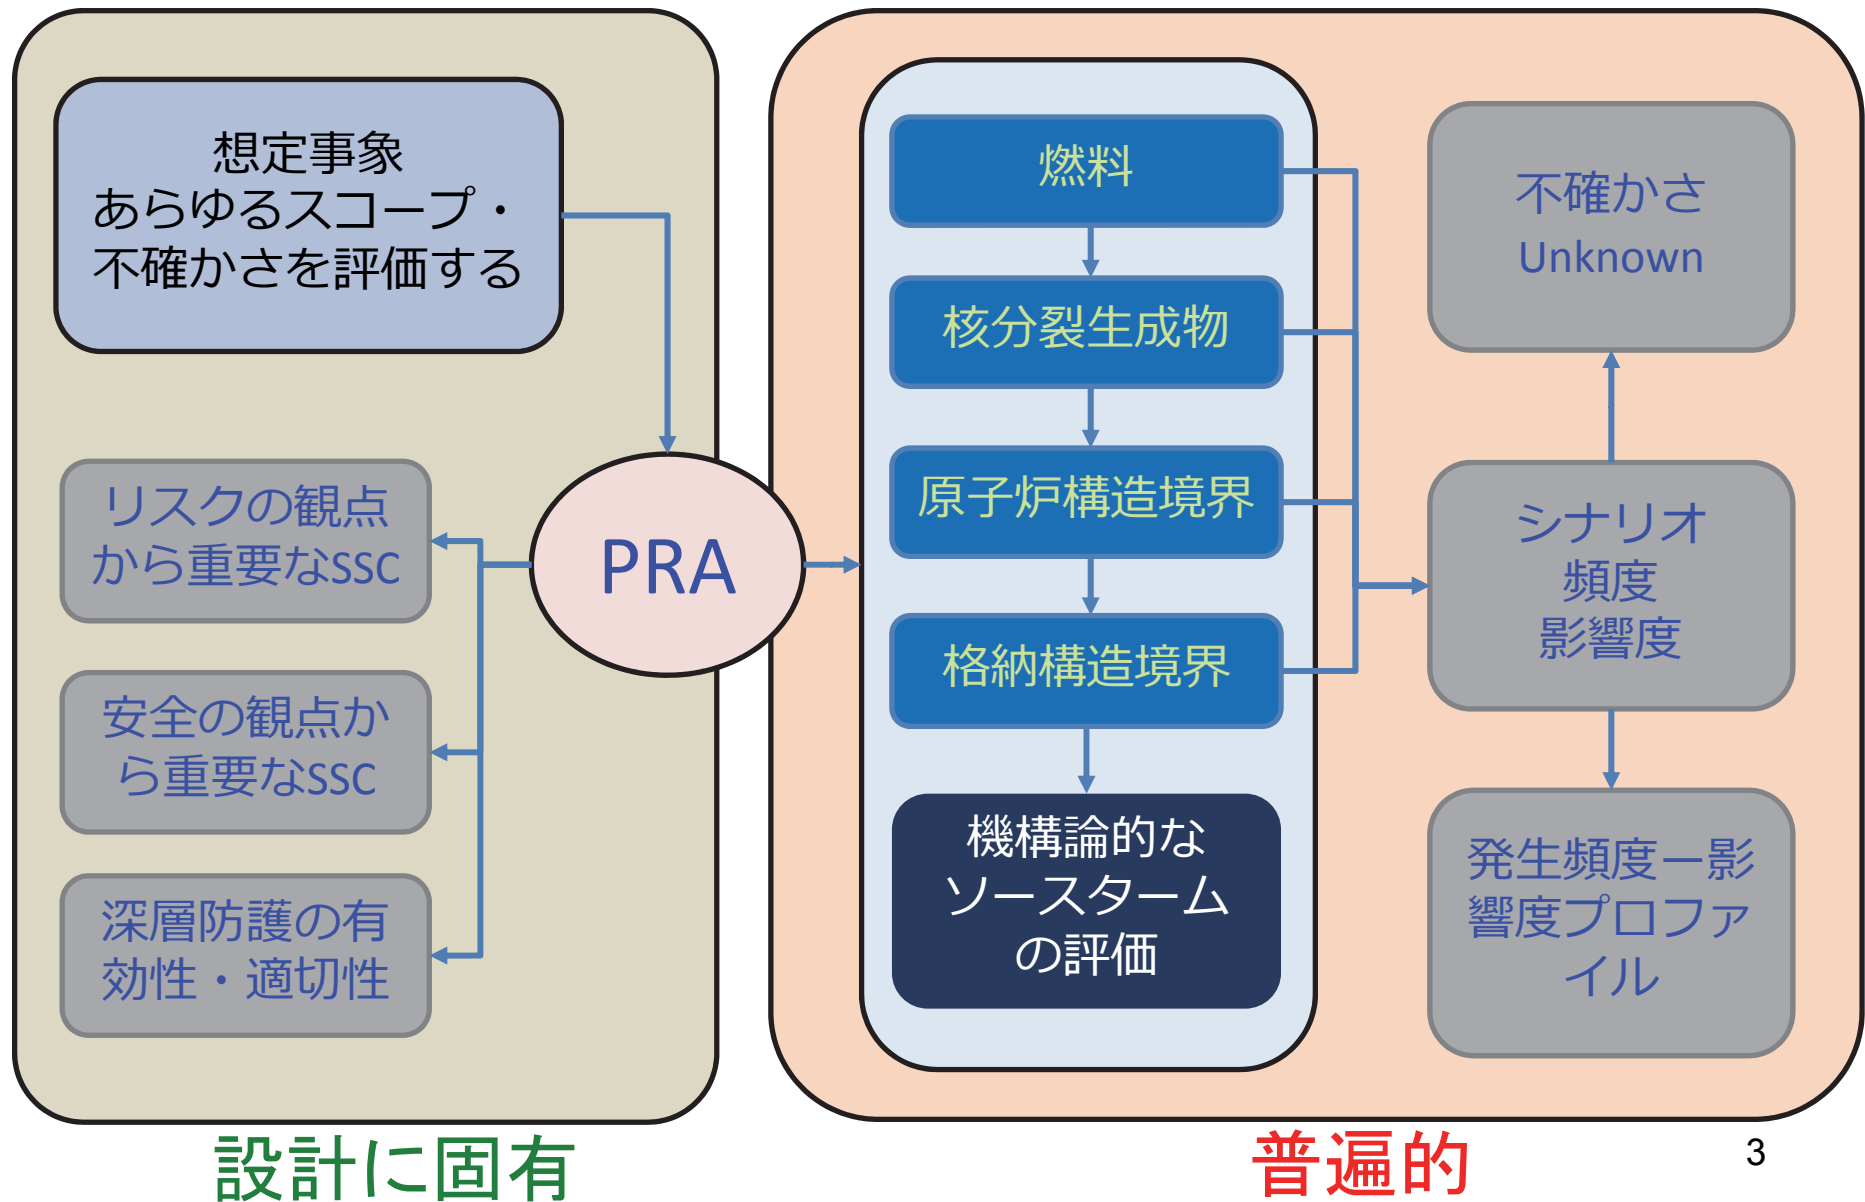 想定事象
あらゆるスコープ・
不確かさを評価する
リスクの観点
から重要なSSC
安全の観点か
ら重要なSSC
深層防護の有
効性・適切性
PRA
燃料
核分裂生成物
原子炉構造境界
格納構造境界
機構論的な
ソースターム
の評価
不確かさ
Unknown
シナリオ
頻度
影響度
発生頻度ー影
響度プロファ
イル
設計に固有
普遍的
3